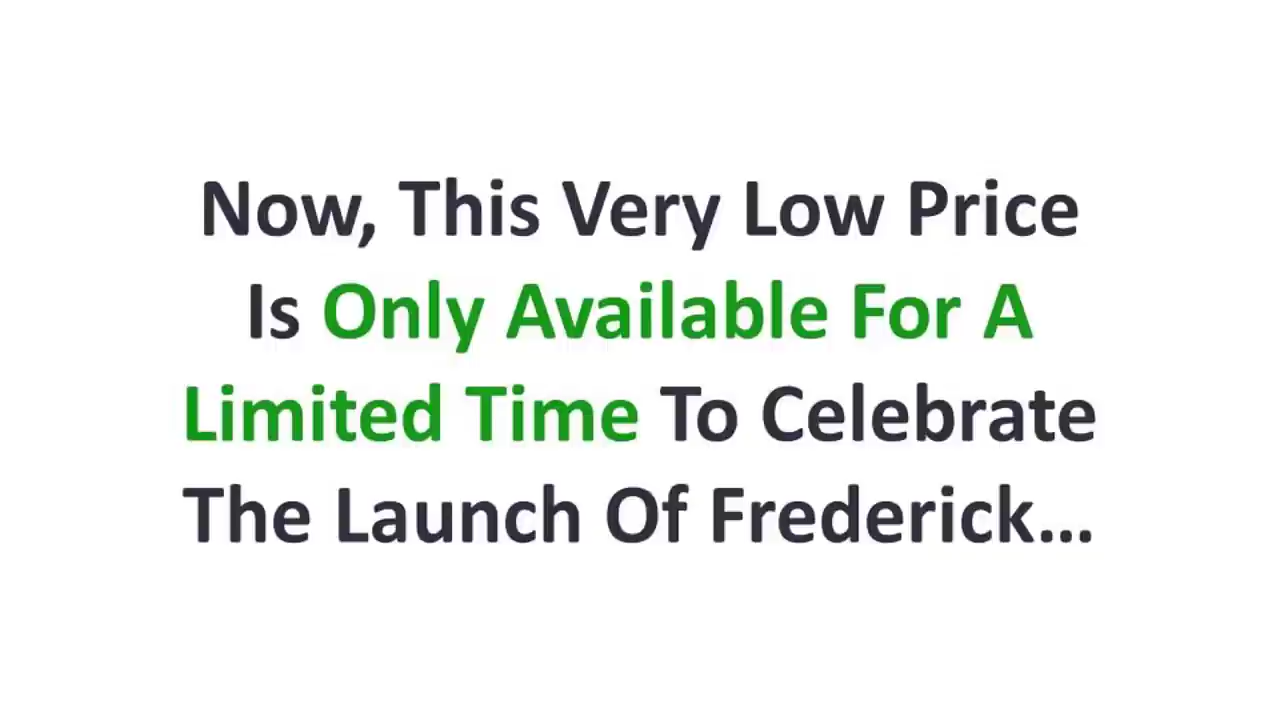 Now, This Very Low Price
Is Only Available For A
Limited Time To Celebrate
The Launch Of Frederick...